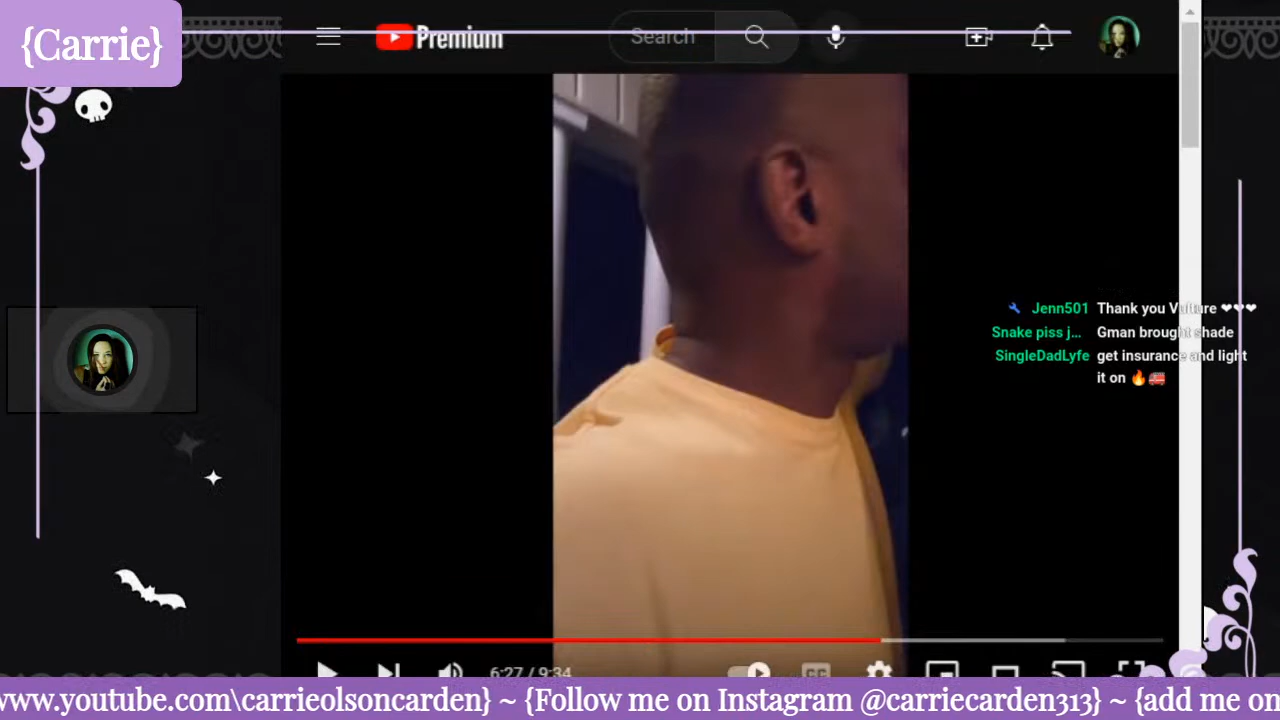 {Carrie}
Premium
Search
Jenn501 Thank you Vulture ❤❤❤
Snake piss j... Gman brought shade
SingleDadLyfe get insurance and light
it on 🔥🚒
6:27 / 9:34
www.youtube.com\carrieolsoncarden} ~ {Follow me on Instagram @carriecarden313} ~ {add me on